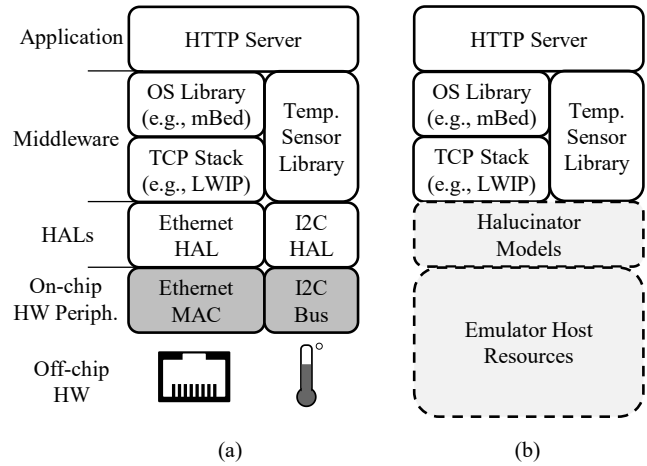 Application
HTTP Server
HTTP Server
Middleware
OS Library
(e.g., mBed)
TCP Stack
(e.g., LWIP)
Temp.
Sensor
Library
OS Library
(e.g., mBed)
TCP Stack
(e.g., LWIP)
Temp.
Sensor
Library
HALs
Ethernet
HAL
I2C
HAL
Halucinator
Models
On-chip
HW Periph.
Ethernet
MAC
I2C
Bus
Emulator Host
Resources
Off-chip
HW
(a)
(b)